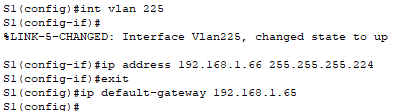 S1(config)#int vlan 225
S1(config-if)#
%LINK-5-CHANGED: Interface Vlan225, changed state to up
S1(config-if)#ip address 192.168.1.66 255.255.255.224
S1(config-if)#exit
S1(config)#ip default-gateway 192.168.1.65
S1(config)#